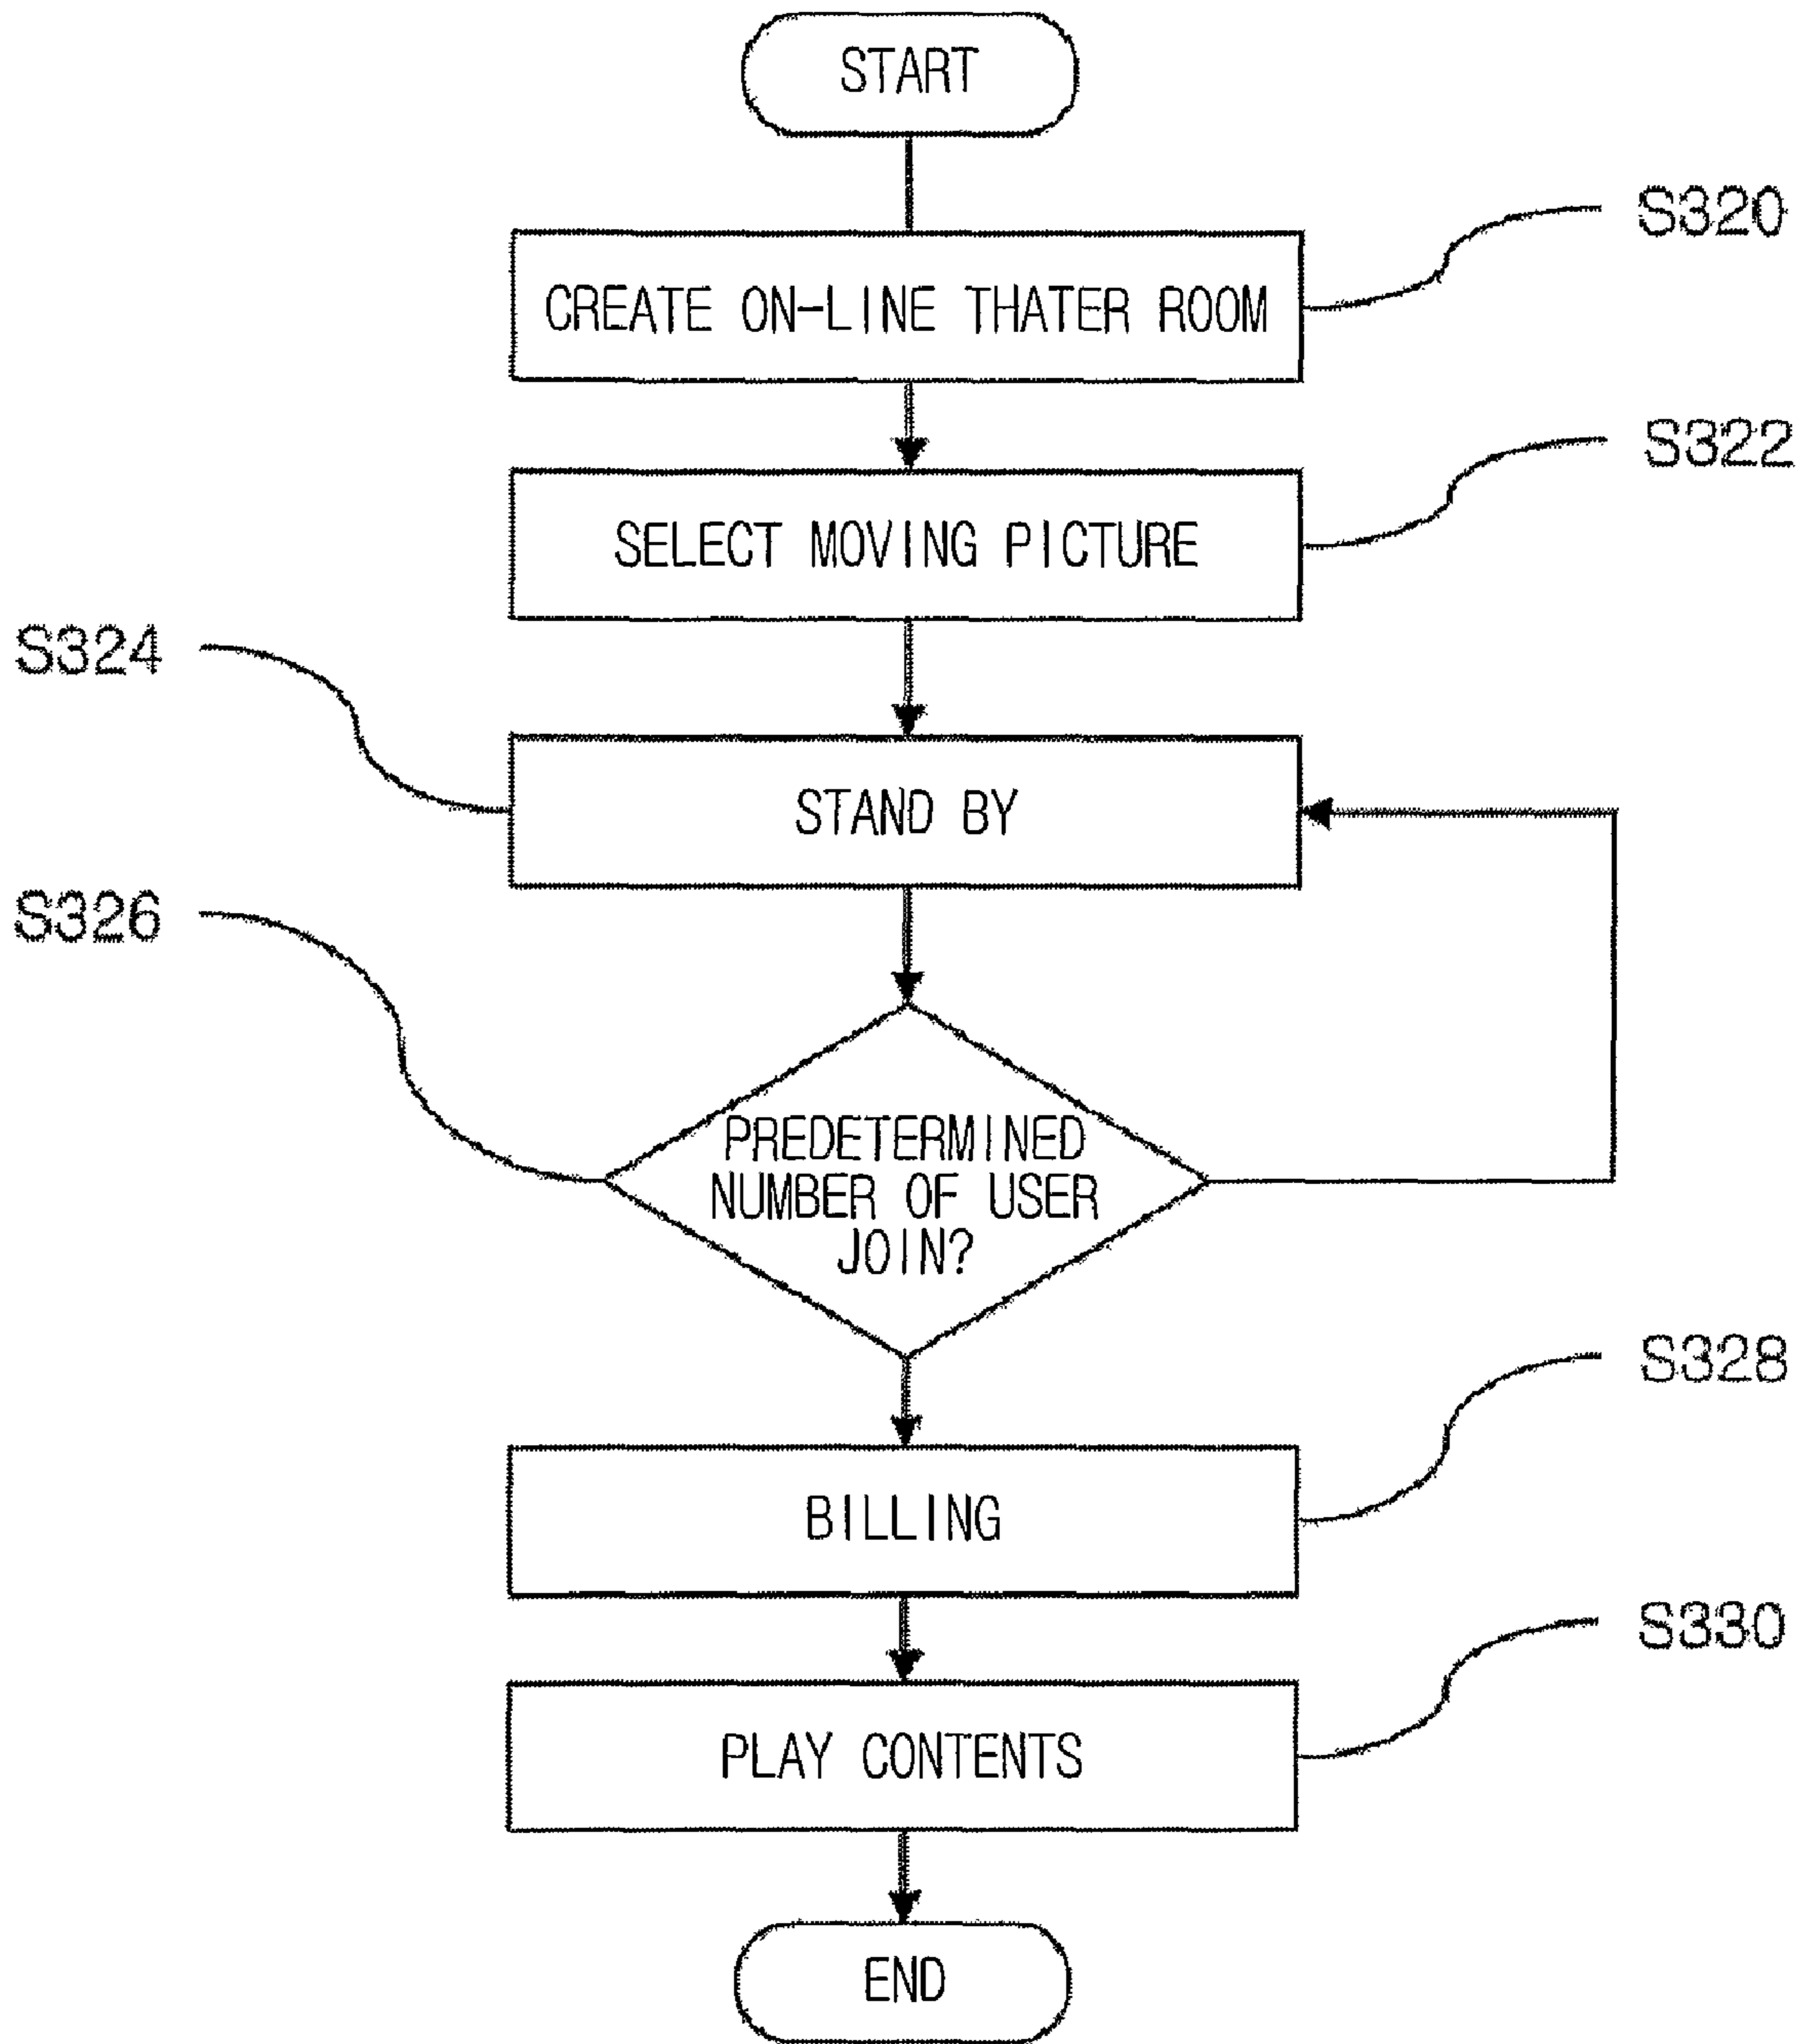 START
S320
CREATE ON-LINE THATER ROOM
S322
SELECT MOVING PICTURE
S324
STAND BY
S326
PREDETERMINED
NUMBER OF USER
JOIN?
S328
BILLING
S330
PLAY CONTENTS
END